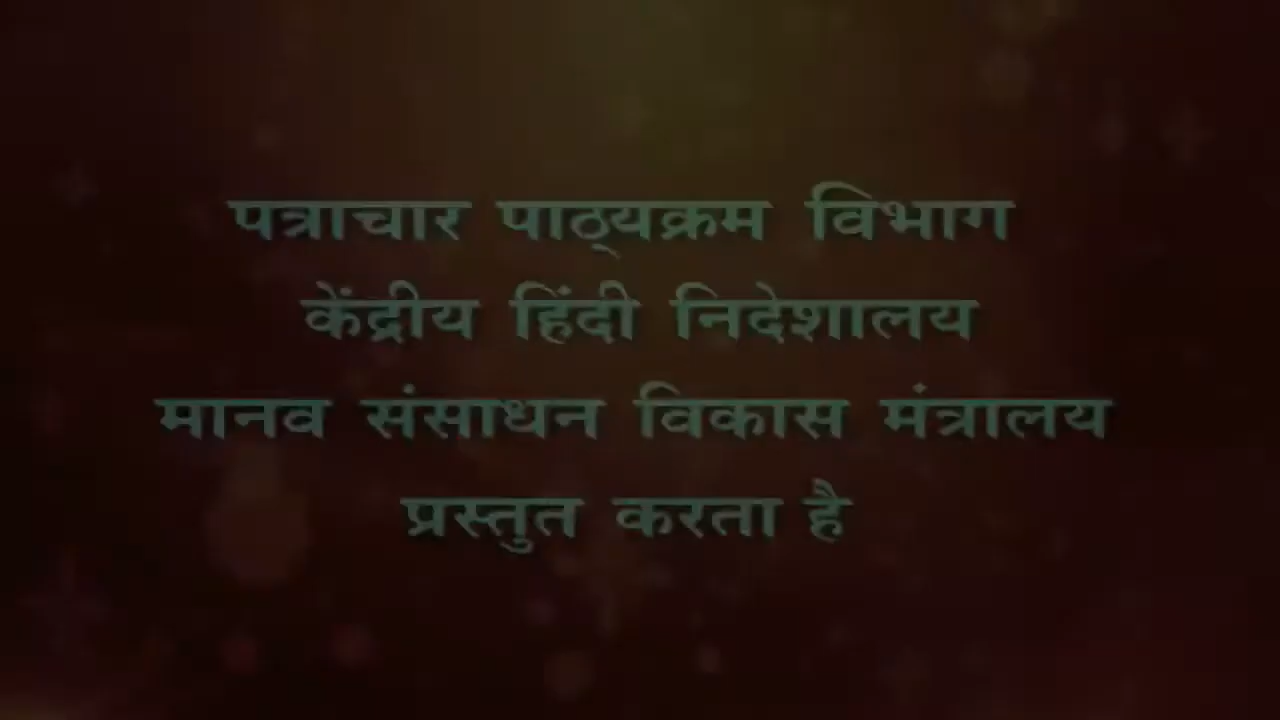 पत्राचार पाठ्यक्रम विभाग
केंद्रीय हिंदी निदेशालय
मानव संसाधन विकास मंत्रालय
प्रस्तुत करता है